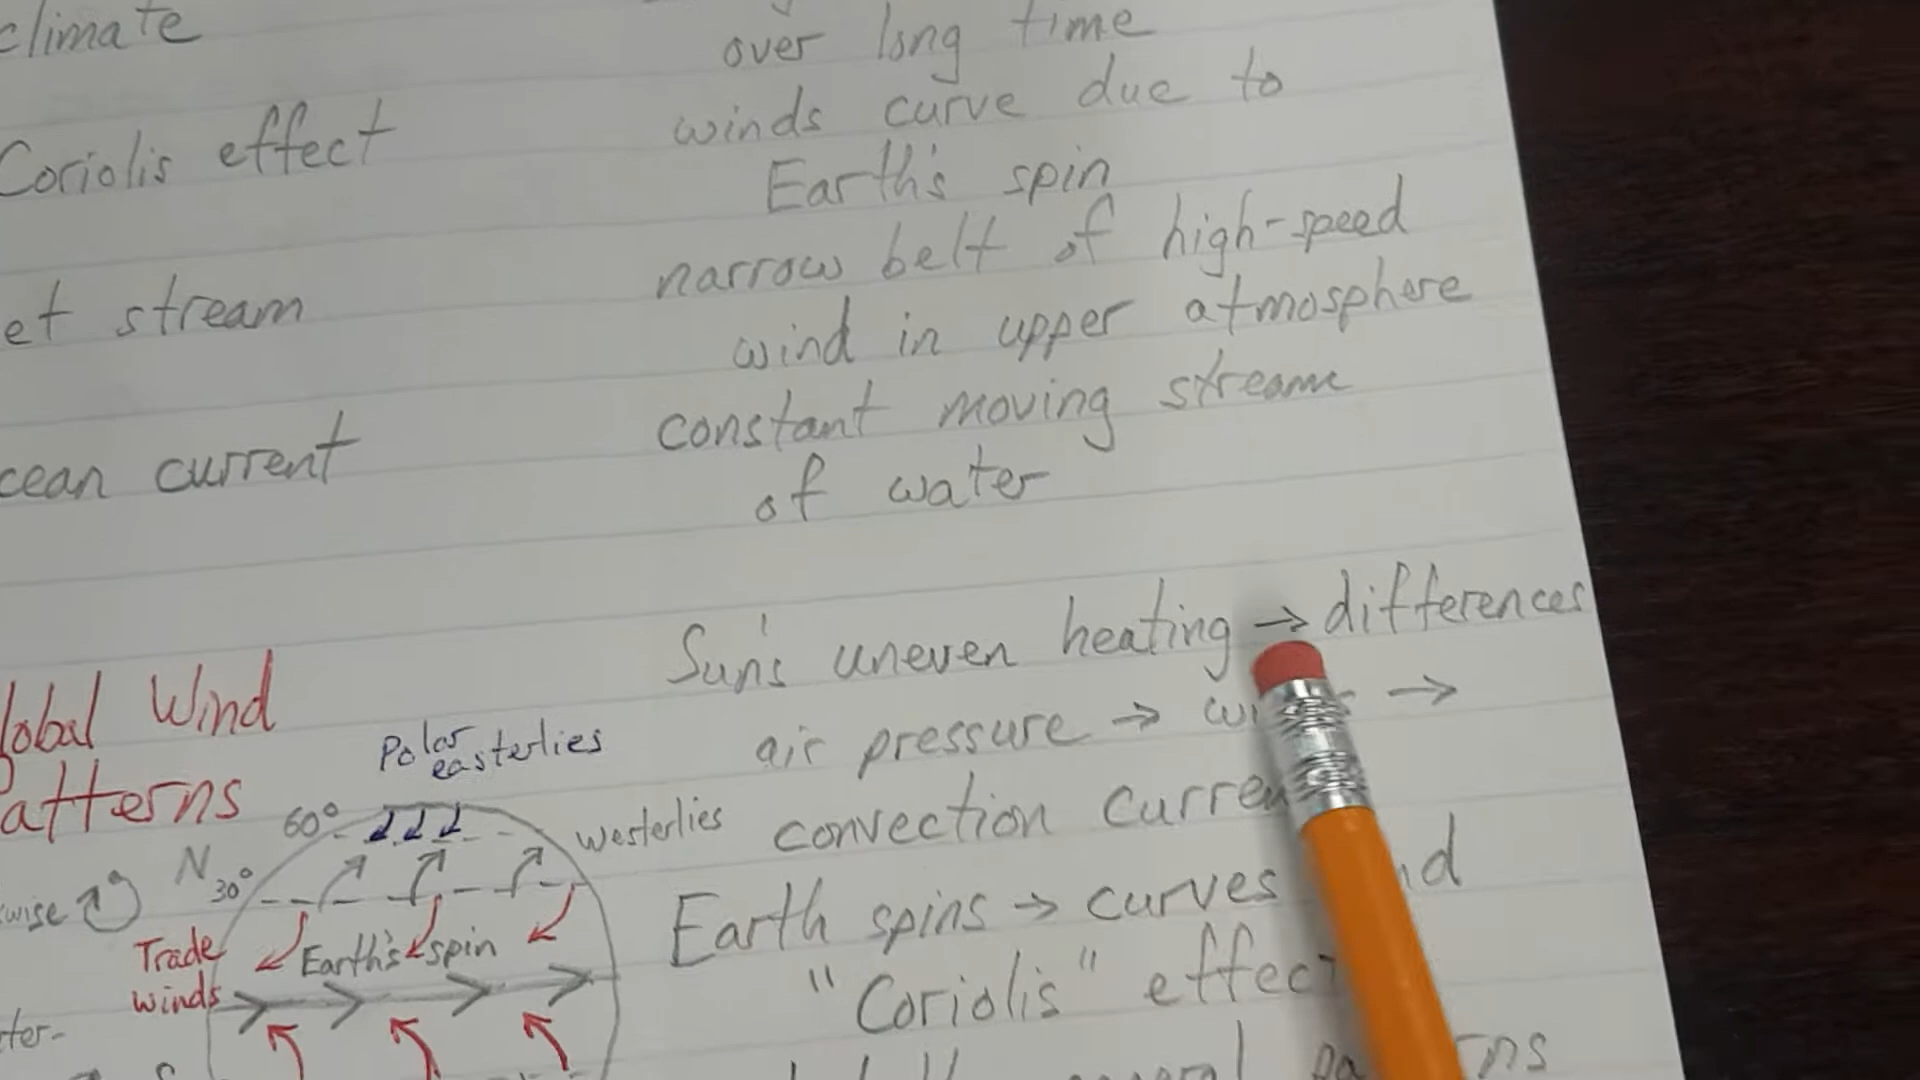 climate
over long time
Coriolis effect
winds curve due to
Earth's spin
et stream
narrow belt of high-speed
wind in upper atmosphere
cean current
constant moving stream
of water
Sun's uneven heating → differences
air pressure → →
convection
Earth spins → curves
"Coriolis" effect
lobal Wind
atterns
Polar
easterlies
60°
westerlies
N
30°
wise
Trade
winds
Earth's spin
ter-
S